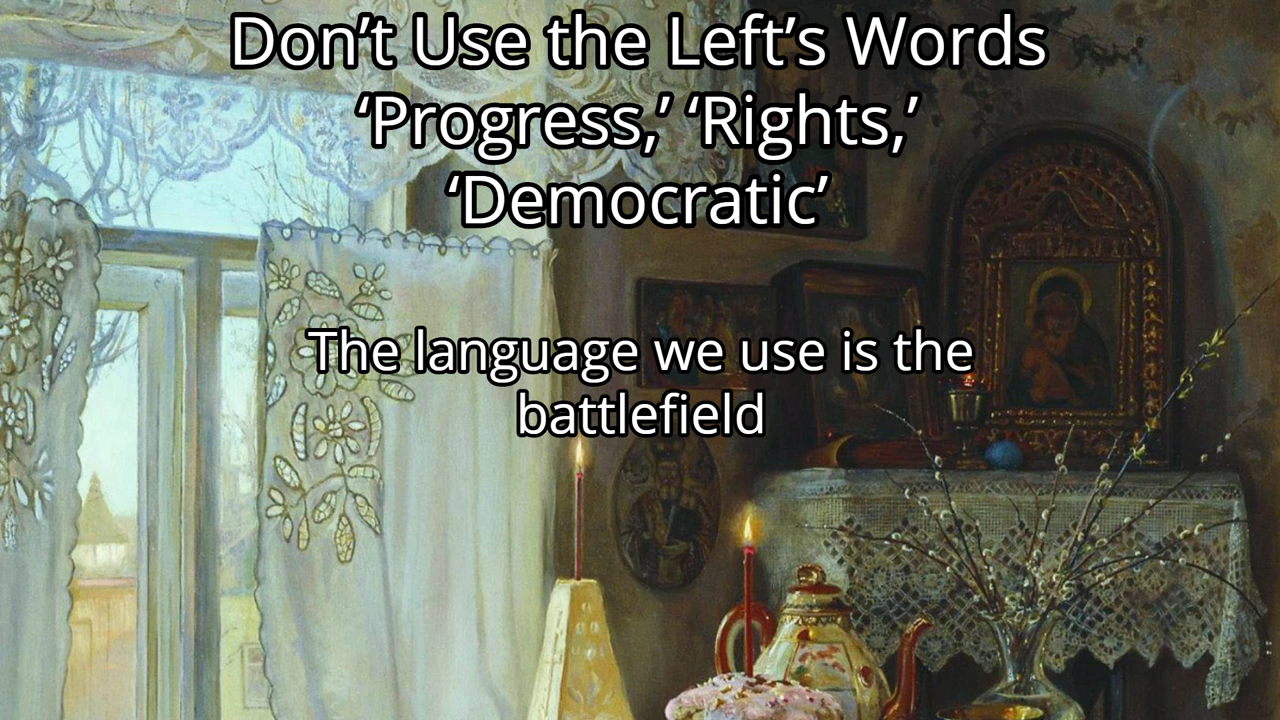 Don’t Use the Left’s Words
‘Progress,’ ‘Rights,’
‘Democratic’
The language we use is the
battlefield